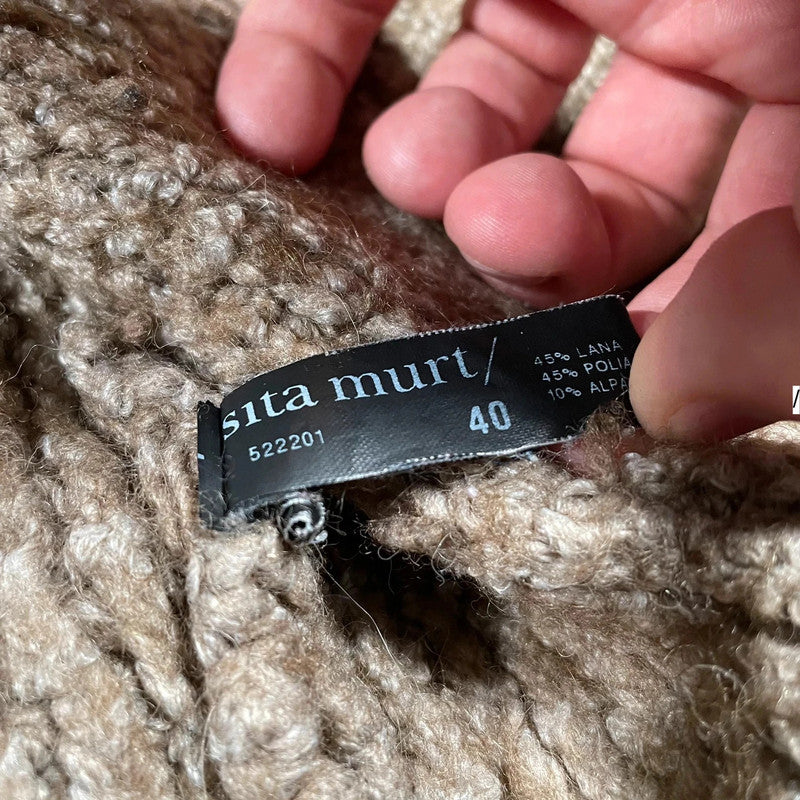 sita murt/
522201
40
45% LANA
45% POLIA
10% ALPA